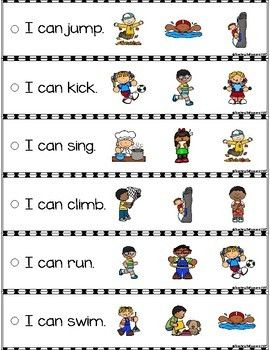 I can jump.
I can kick.
I can sing.
I can climb.
I can run.
I can swim.